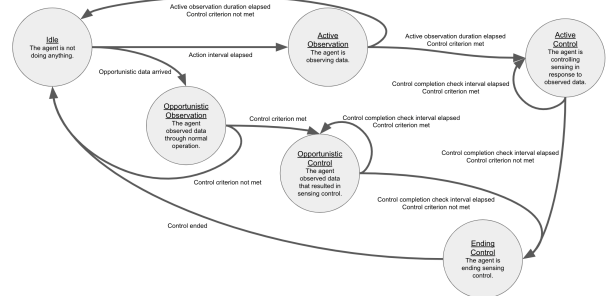 Active observation duration elapsed
Control criterion not met
Idle
The agent is not
doing anything.
Action interval elapsed
Active
Observation
The agent is
observing data.
Active observation duration elapsed
Control criterion met
Active
Control
The agent is
controlling
sensing in
response to
observed data.
Opportunistic data arrived
Control completion check interval elapsed
Control criterion met
Opportunistic
Observation
The agent
observed data
through normal
operation.
Control criterion met
Control completion check interval elapsed
Control criterion met
Opportunistic
Control
The agent
observed data
that resulted in
sensing control.
Control completion check interval elapsed
Control criterion not met
Control criterion not met
Control completion check interval elapsed
Control criterion not met
Control ended
Ending
Control
The agent is
ending sensing
control.